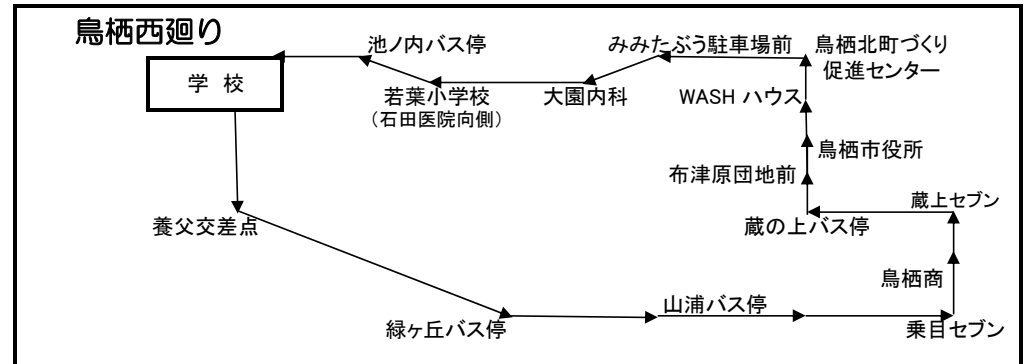 鳥栖西廻り
池ノ内バス停
みみたぶう駐車場前
鳥栖北町づくり
促進センター
学 校
若葉小学校
(石田医院向側)
大園内科
WASH ハウス
鳥栖市役所
布津原団地前
蔵上セブン
養父交差点
蔵の上バス停
鳥栖商
山浦バス停
緑ヶ丘バス停
乗目セブン